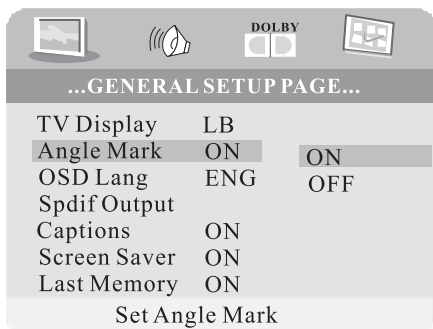 DOLBY
...GENERAL SETUP PAGE...
TV Display LB
Angle Mark ON ON
OSD Lang ENG OFF
Spdif Output
Captions ON
Screen Saver ON
Last Memory ON
Set Angle Mark